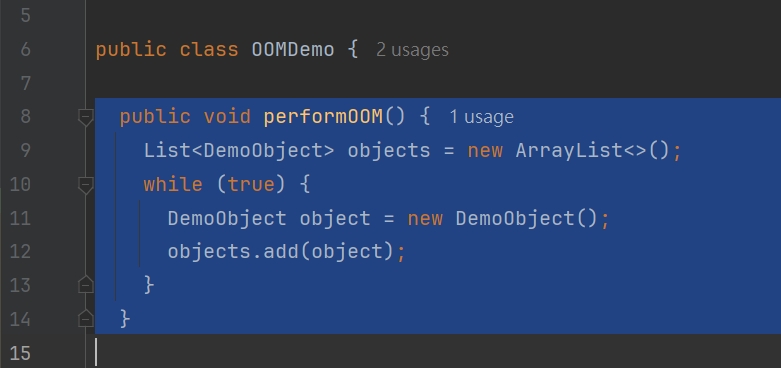 5
6 public class OOMDemo { 2 usages
7
8 public void performOOM() { 1 usage
9 List<DemoObject> objects = new ArrayList<>();
10 while (true) {
11 DemoObject object = new DemoObject();
12 objects.add(object);
13 }
14 }
15